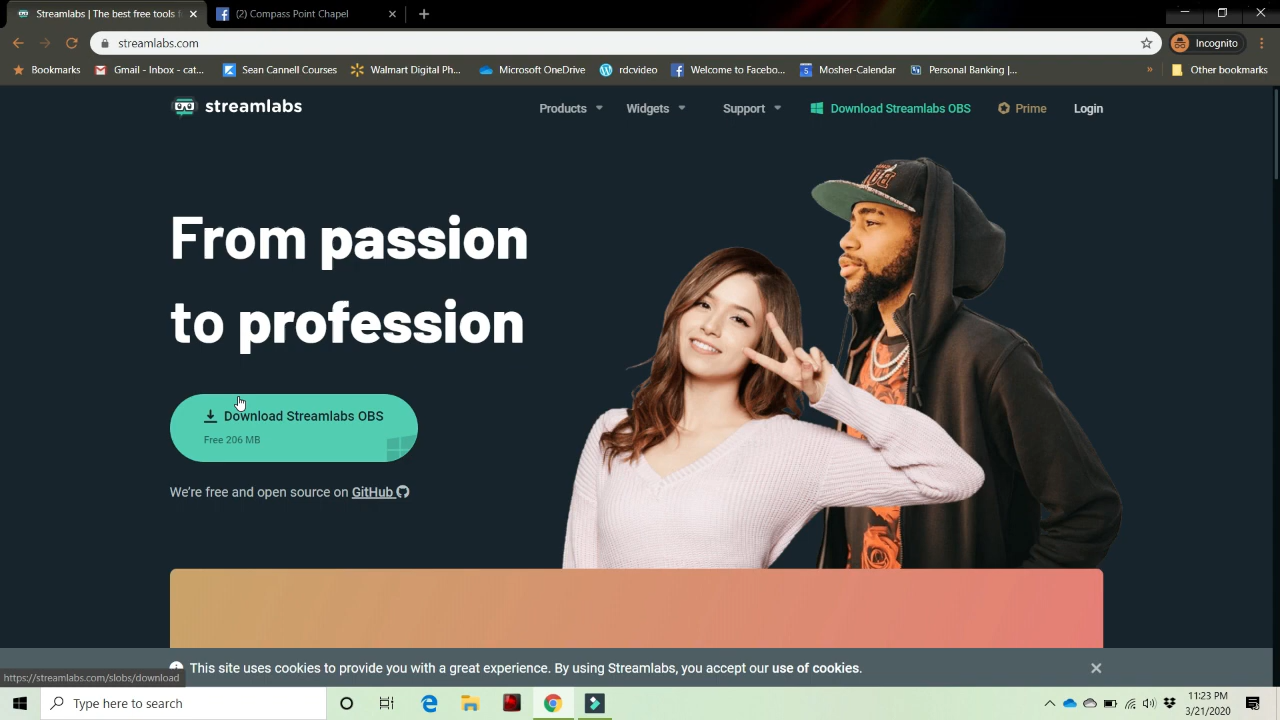 Streamlabs | The best free tools f
(2) Compass Point Chapel
streamlabs.com
Incognito
Bookmarks
Gmail - Inbox - cat...
Sean Cannell Courses
Walmart Digital Ph...
Microsoft OneDrive
rdcvideo
Welcome to Facebo...
Mosher-Calendar
Personal Banking |...
»
Other bookmarks
streamlabs
Products
Widgets
Support
Download Streamlabs OBS
Prime
Login
From passion
to profession
Download Streamlabs OBS
Free 206 MB
We're free and open source on GitHub
This site uses cookies to provide you with a great experience. By using Streamlabs, you accept our use of cookies.
https://streamlabs.com/slobs/download
Type here to search
11:23 PM
3/21/2020